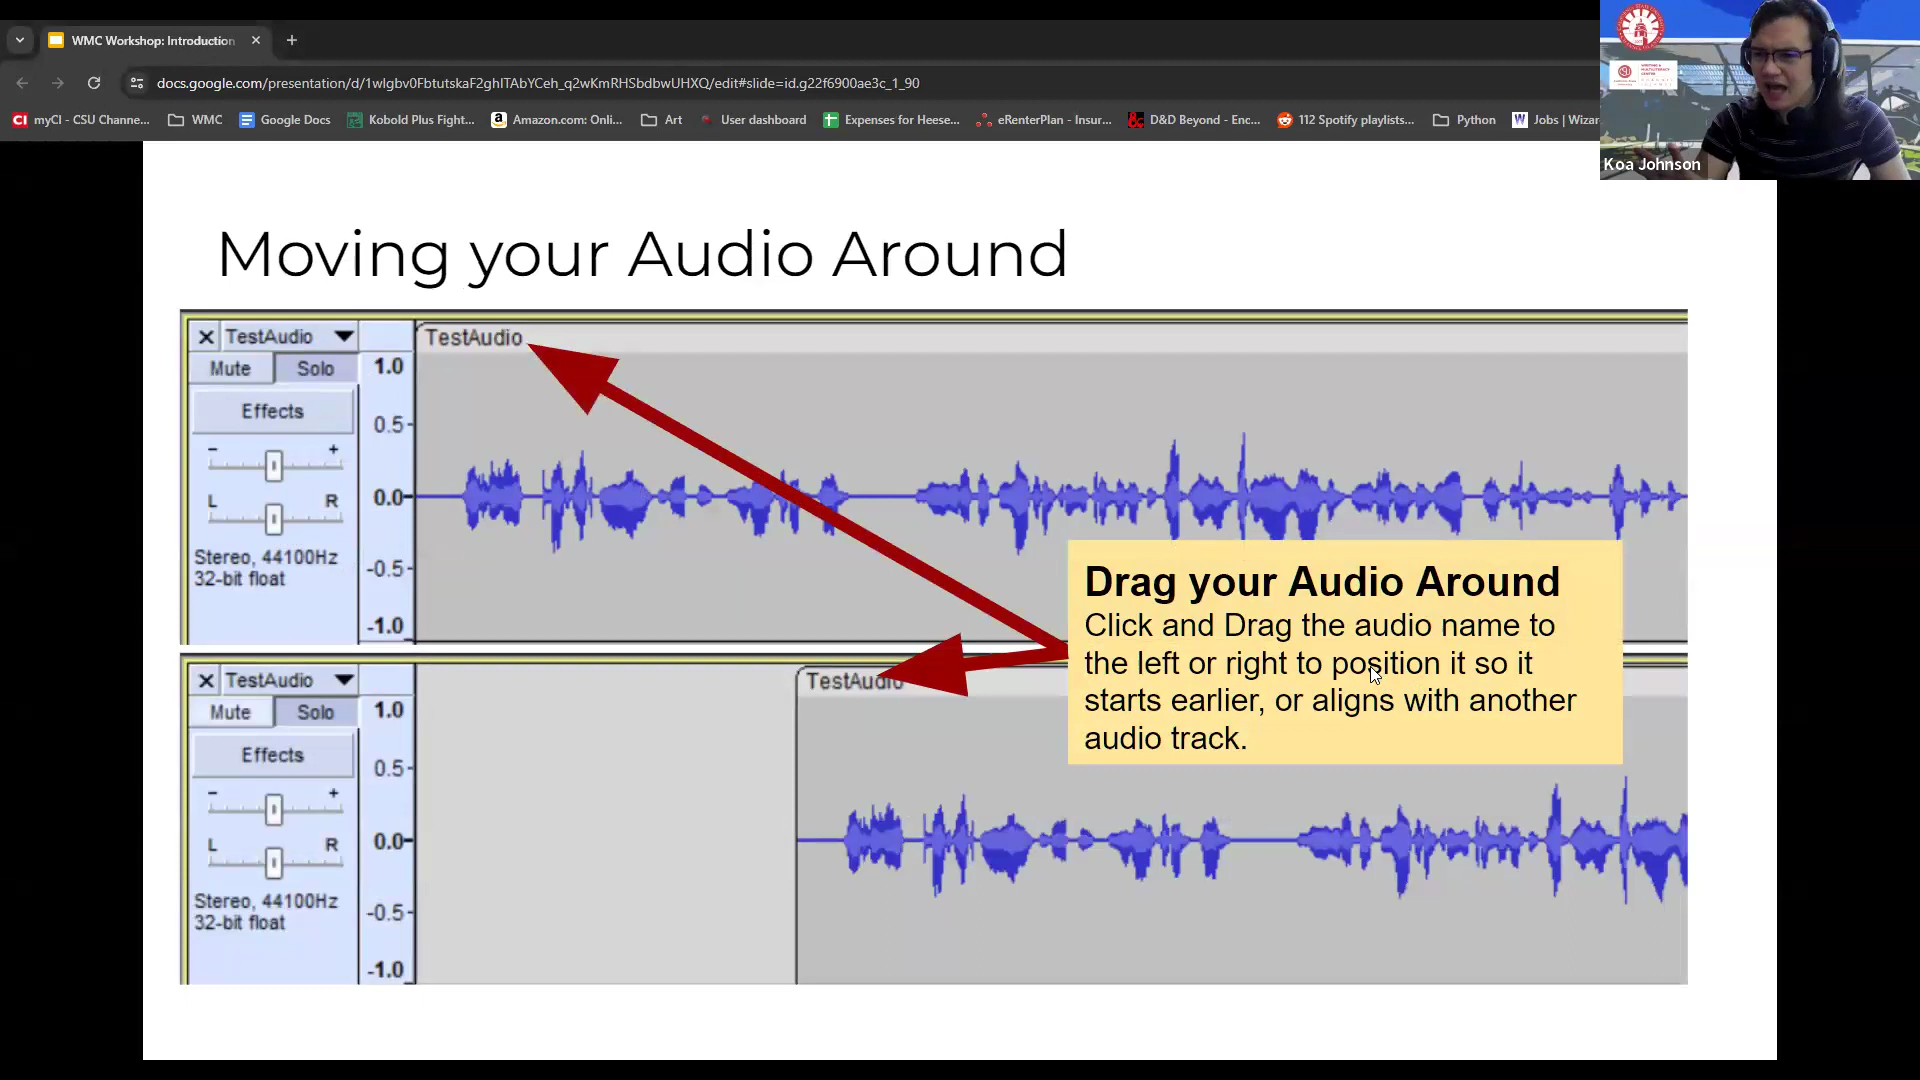 WMC Workshop: Introduction
docs.google.com/presentation/d/1wlgbv0FbtutskaF2ghITAbYCeh_q2wKmRHSbdbwUHXQ/edit#slide=id.g22f6900ae3c_1_90
CI myCI - CSU Channe... WMC Google Docs Kobold Plus Fight... Amazon.com: Onli... Art User dashboard Expenses for Heese... eRenterPlan - Insur... D&D Beyond - Enc... 112 Spotify playlists... Python Jobs | Wizar
Koa Johnson
Moving your Audio Around
TestAudio
TestAudio
Mute Solo
Effects
- +
L R
Stereo, 44100Hz
32-bit float
1.0
0.5
0.0
-0.5
-1.0
Drag your Audio Around
Click and Drag the audio name to
the left or right to position it so it
starts earlier, or aligns with another
audio track.
TestAudio
TestAudio
Mute Solo
Effects
- +
L R
Stereo, 44100Hz
32-bit float
1.0
0.5
0.0
-0.5
-1.0